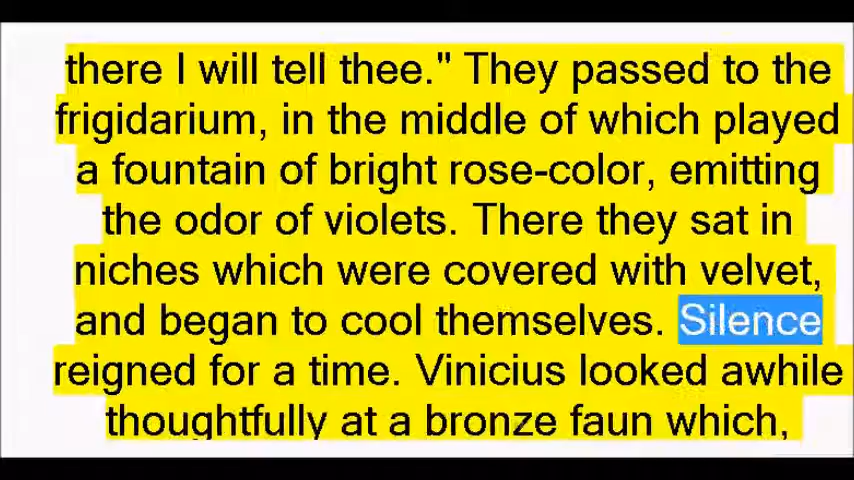 there I will tell thee." They passed to the
frigidarium, in the middle of which played
a fountain of bright rose-color, emitting
the odor of violets. There they sat in
niches which were covered with velvet,
and began to cool themselves. Silence
reigned for a time. Vinicius looked awhile
thoughtfully at a bronze faun which,